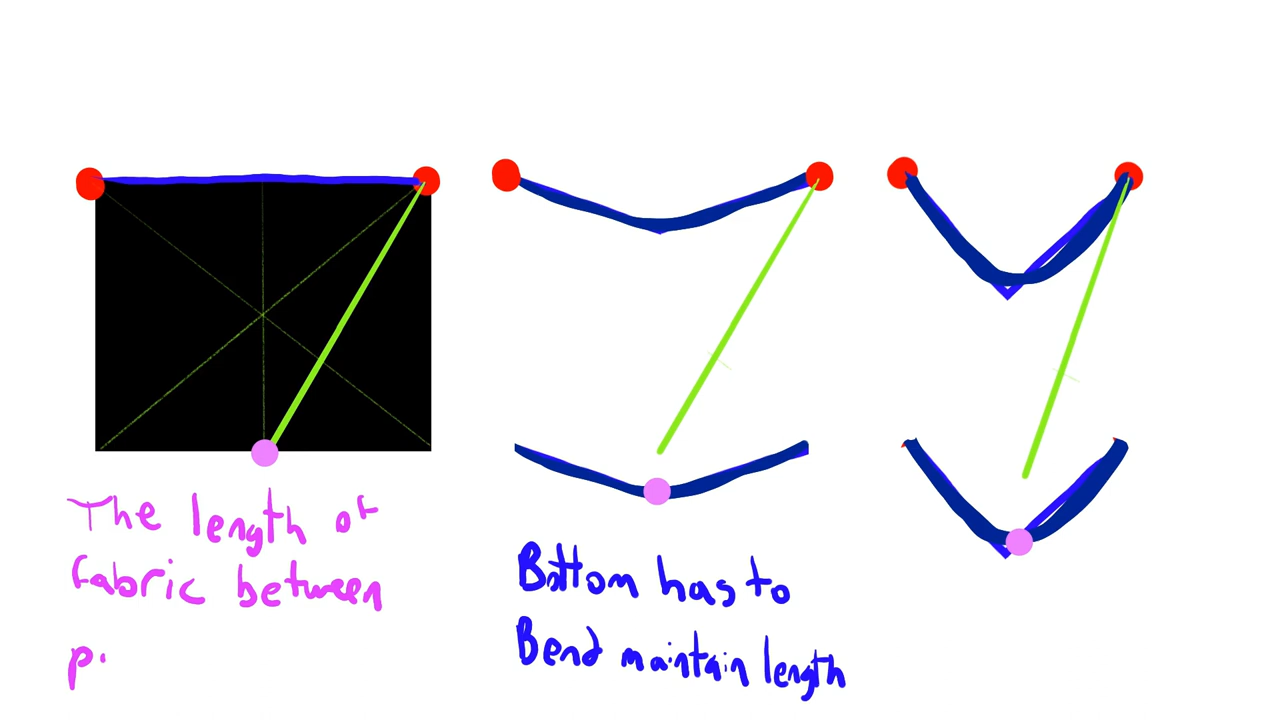 The length of
fabric between
p.
Bottom has to
Bend maintain length